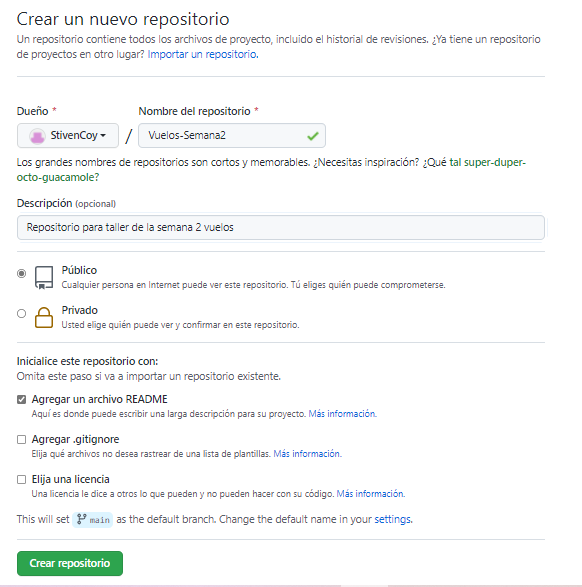 Crear un nuevo repositorio
Un repositorio contiene todos los archivos de proyecto, incluido el historial de revisiones. ¿Ya tiene un repositorio
de proyectos en otro lugar? Importar un repositorio.
Dueño * Nombre del repositorio *
StivenCoy / Vuelos-Semana2
Los grandes nombres de repositorios son cortos y memorables. ¿Necesitas inspiración? ¿Qué tal super-duper-
octo-guacamole?
Descripción (opcional)
Repositorio para taller de la semana 2 vuelos
Público
Cualquier persona en Internet puede ver este repositorio. Tú eliges quién puede comprometerse.
Privado
Usted elige quién puede ver y confirmar en este repositorio.
Inicialice este repositorio con:
Omita este paso si va a importar un repositorio existente.
Agregar un archivo README
Aquí es donde puede escribir una larga descripción para su proyecto. Más información.
Agregar .gitignore
Elija qué archivos no desea rastrear de una lista de plantillas. Más información.
Elija una licencia
Una licencia le dice a otros lo que pueden y no pueden hacer con su código. Más información.
This will set main as the default branch. Change the default name in your settings.
Crear repositorio